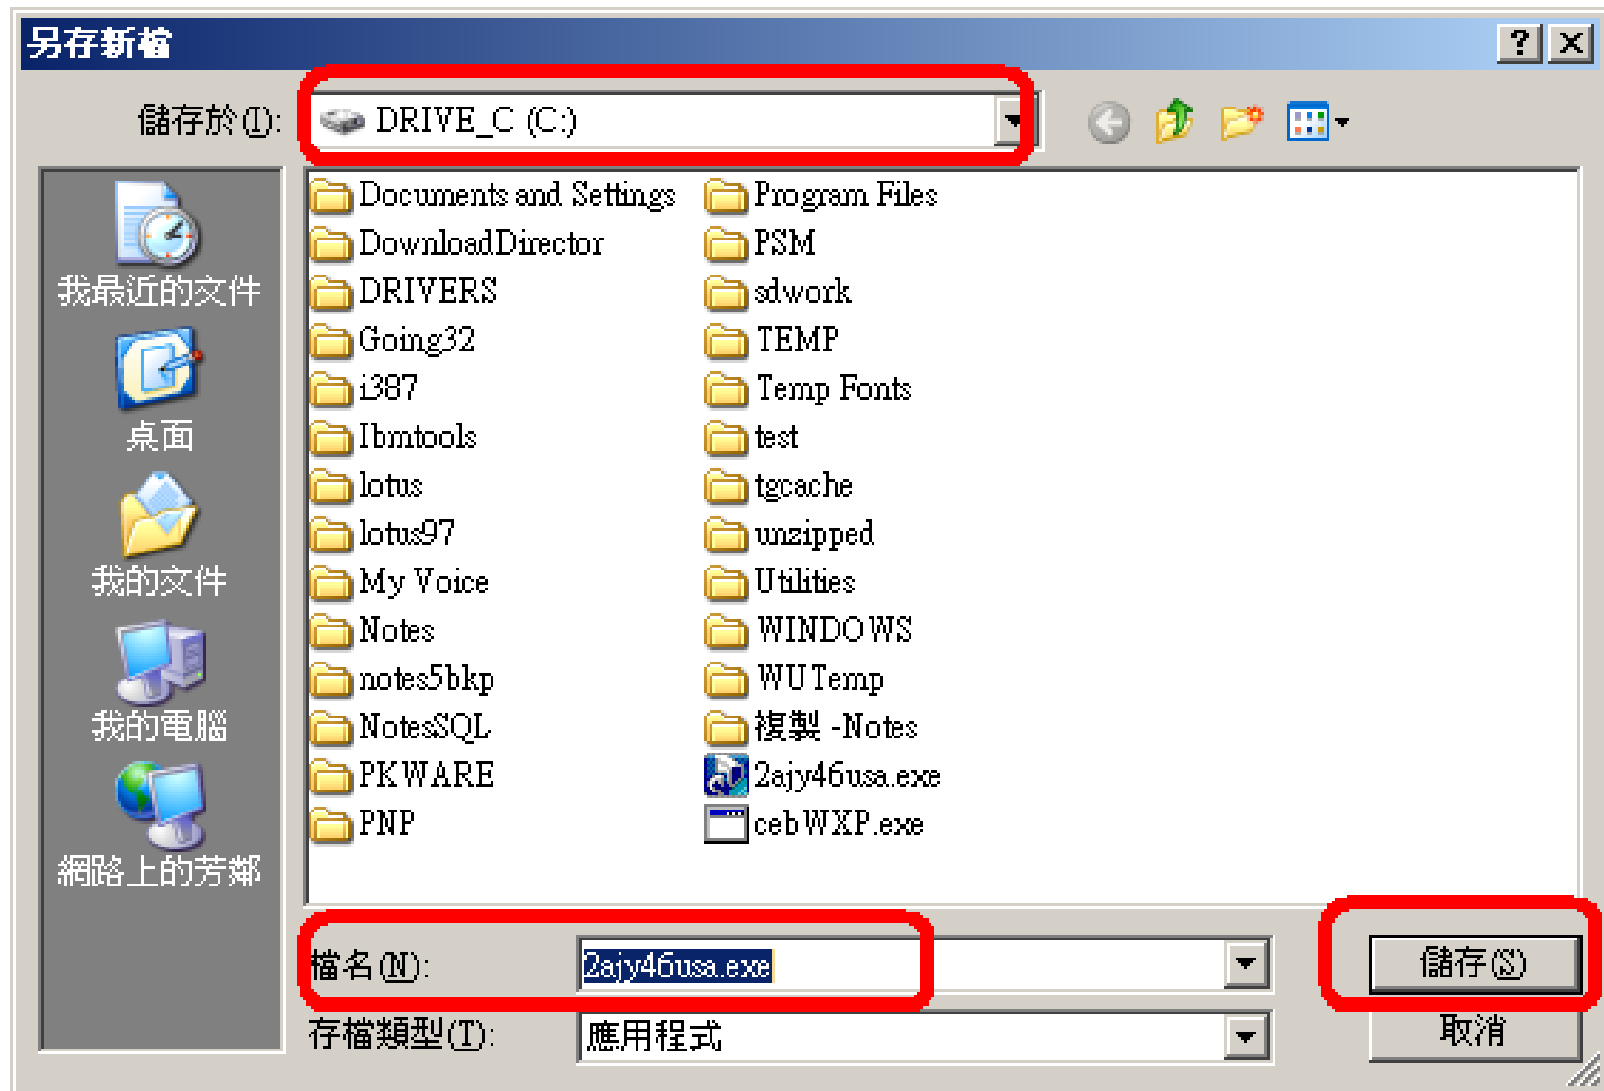 另存新檔
儲存於(I):
DRIVE_C (C:)
我最近的文件
桌面
我的文件
我的電腦
網路上的芳鄰
Documents and Settings
DownloadDirector
DRIVERS
Going32
i387
Ibmtools
lotus
lotus97
My Voice
Notes
notes5bkp
NotesSQL
PKWARE
PNP
Program Files
PSM
sdwork
TEMP
Temp Fonts
test
tgcache
unzipped
Utilities
WINDOWS
WUTemp
複製 -Notes
2ajy46usa.exe
cebWXP.exe
檔名(N):
2ajy46usa.exe
儲存(S)
存檔類型(T):
應用程式
取消